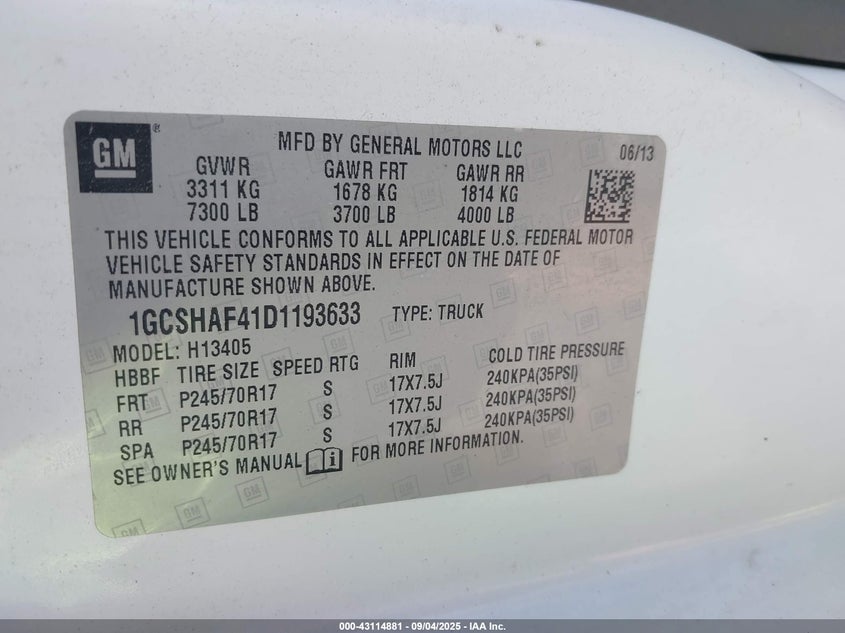 GM®
MFD BY GENERAL MOTORS LLC 06/13
GVWR GAWR FRT GAWR RR
3311 KG 1678 KG 1814 KG
7300 LB 3700 LB 4000 LB
THIS VEHICLE CONFORMS TO ALL APPLICABLE U.S. FEDERAL MOTOR
VEHICLE SAFETY STANDARDS IN EFFECT ON THE DATE OF
MANUFACTURE SHOWN ABOVE.
1GCSHAF41D1193633 TYPE: TRUCK
MODEL: H13405
HBBF TIRE SIZE SPEED RTG RIM COLD TIRE PRESSURE
FRT P245/70R17 S 17X7.5J 240KPA(35PSI)
RR P245/70R17 S 17X7.5J 240KPA(35PSI)
SPA P245/70R17 S 17X7.5J 240KPA(35PSI)
SEE OWNER'S MANUAL i FOR MORE INFORMATION.
000-43114881 - 09/04/2025 - IAA Inc.